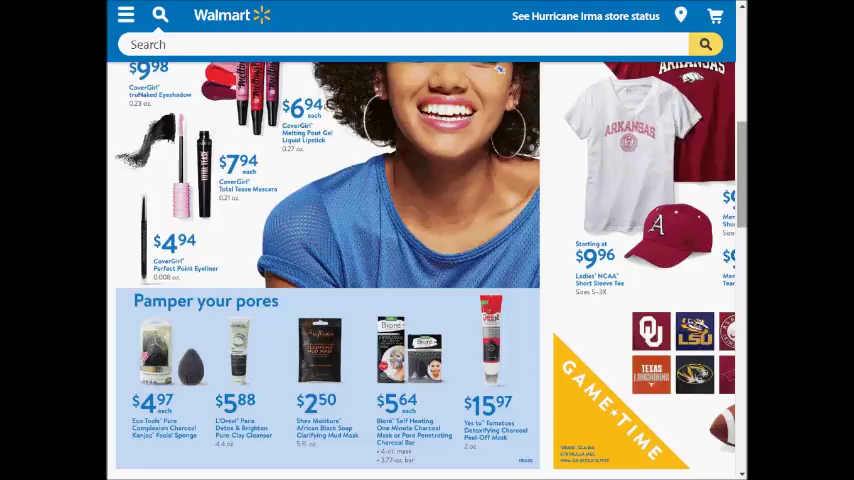 Walmart
See Hurricane Irma store status
Search
$9.98
CoverGirl®
truNaked Eyeshadow
0.23 oz.
$6.94
each
CoverGirl®
Melting Pout Gel
Liquid Lipstick
0.27 oz.
$7.94
each
CoverGirl®
Total Tease Mascara
0.21 oz.
TOTAL TEASE
$4.94
CoverGirl®
Perfect Point Eyeliner
0.008 oz.
ARKANSAS
ARKANSAS
A
Starting at
$9.96
Ladies' NCAA®
Short Sleeve Tee
Sizes S-3X
Pamper your pores
Bioré
Bioré
$4.97
each
Eco Tools® Pure
Complexion Charcoal
Konjac Facial Sponge
$5.88
L'Oreal® Paris
Detox & Brighten
Pure-Clay Cleanser
4.4 oz.
$2.50
Shea Moisture®
African Black Soap
Clarifying Mud Mask
5 fl. oz.
$5.64
each
Bioré® Self Heating
One Minute Charcoal
Mask or Pore Penetrating
Charcoal Bar
• 4-ct. mask
• 3.77-oz. bar
$15.97
Yes to® Tomatoes
Detoxifying Charcoal
Peel-Off Mask
2 oz.
OU
LSU
TEXAS
LONGHORNS
GAME★TIME